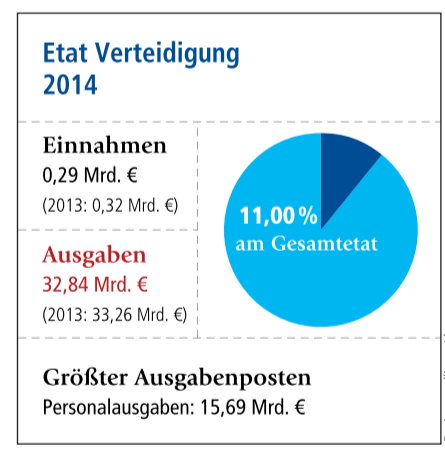 Etat Verteidigung
2014
Einnahmen
0,29 Mrd. €
(2013: 0,32 Mrd. €)
Ausgaben
32,84 Mrd. €
(2013: 33,26 Mrd. €)
11,00 %
am Gesamtetat
Größter Ausgabenposten
Personalausgaben: 15,69 Mrd. €